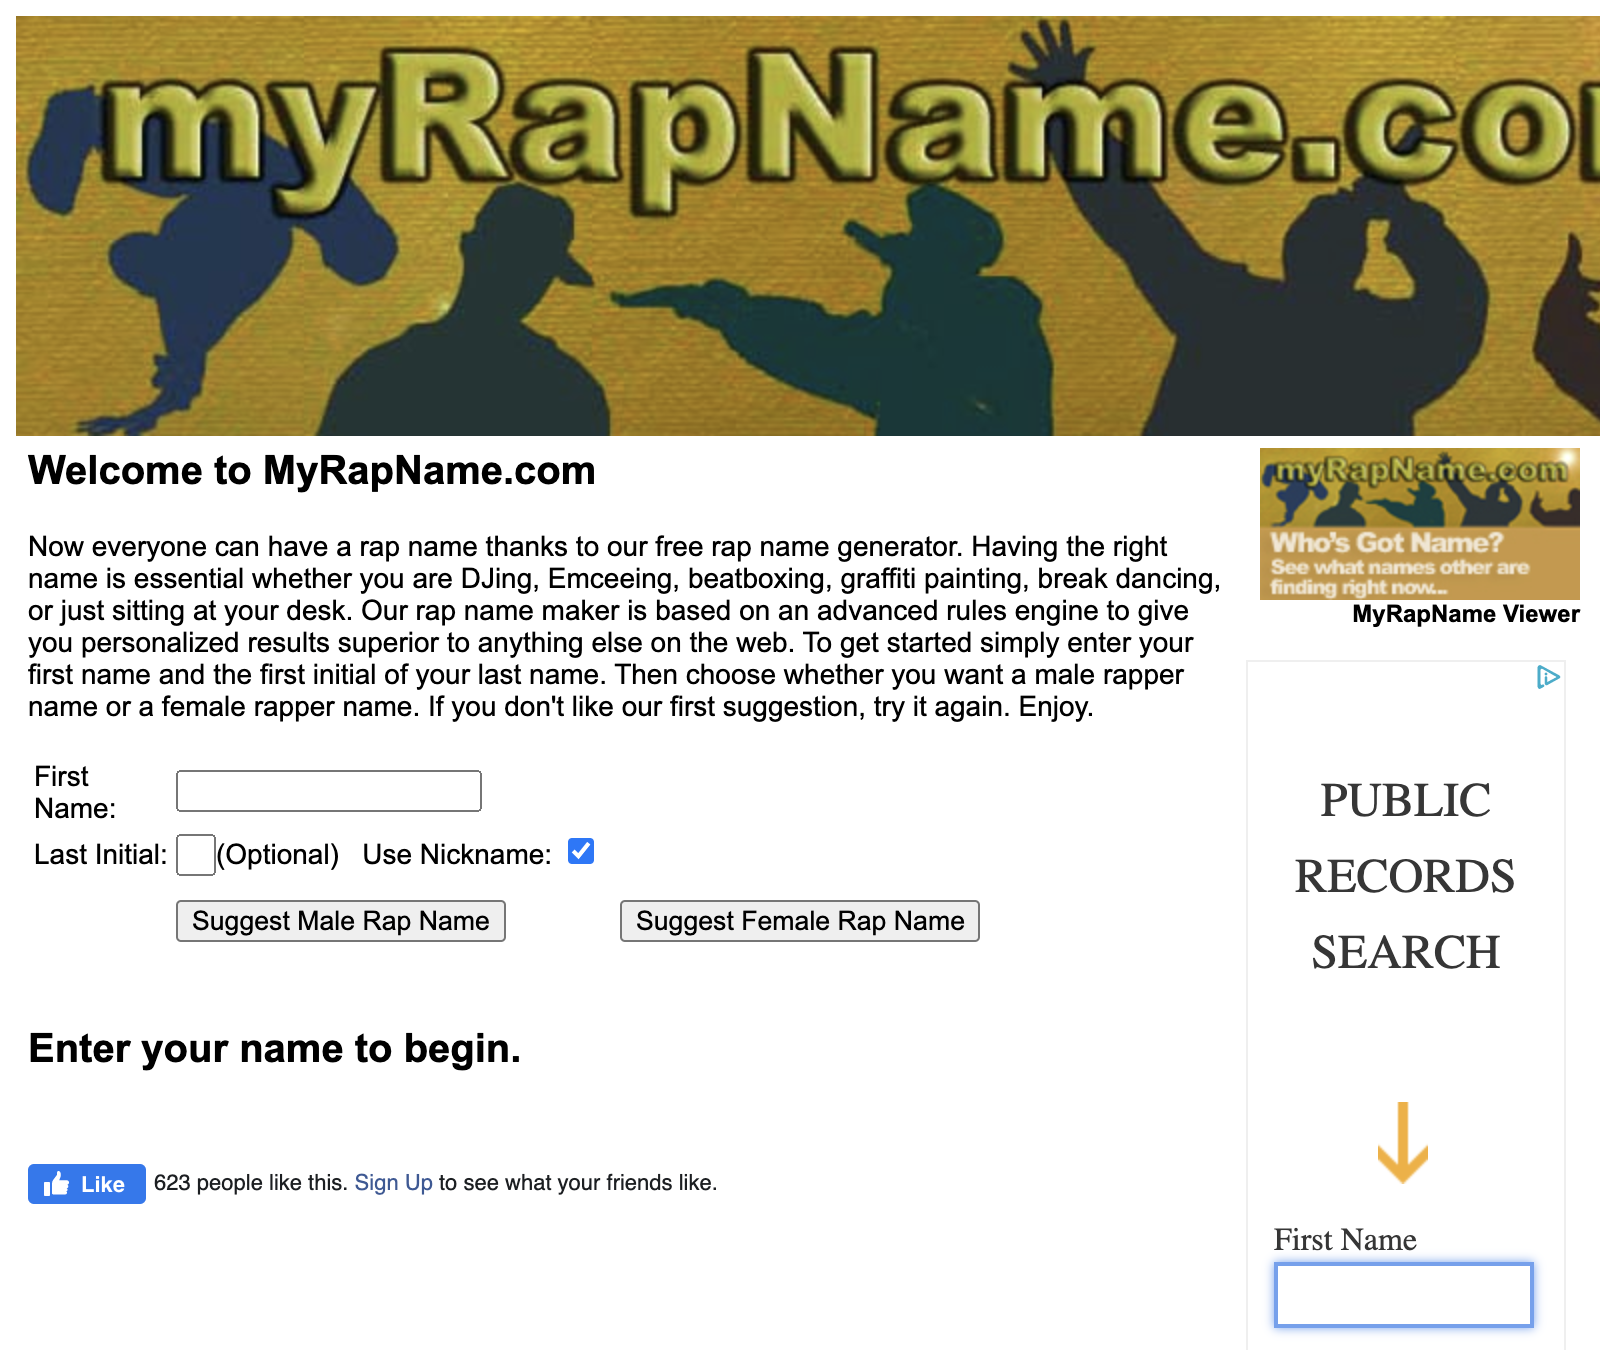 myRapName.co
Welcome to MyRapName.com
Now everyone can have a rap name thanks to our free rap name generator. Having the right
name is essential whether you are DJing, Emceeing, beatboxing, graffiti painting, break dancing,
or just sitting at your desk. Our rap name maker is based on an advanced rules engine to give
you personalized results superior to anything else on the web. To get started simply enter your
first name and the first initial of your last name. Then choose whether you want a male rapper
name or a female rapper name. If you don't like our first suggestion, try it again. Enjoy.
First
Name:
Last Initial: (Optional) Use Nickname:
Suggest Male Rap Name Suggest Female Rap Name
Enter your name to begin.
Like 623 people like this. Sign Up to see what your friends like.
myRapName.com
Who's Got Name?
See what names other are
finding right now...
MyRapName Viewer
PUBLIC
RECORDS
SEARCH
First Name